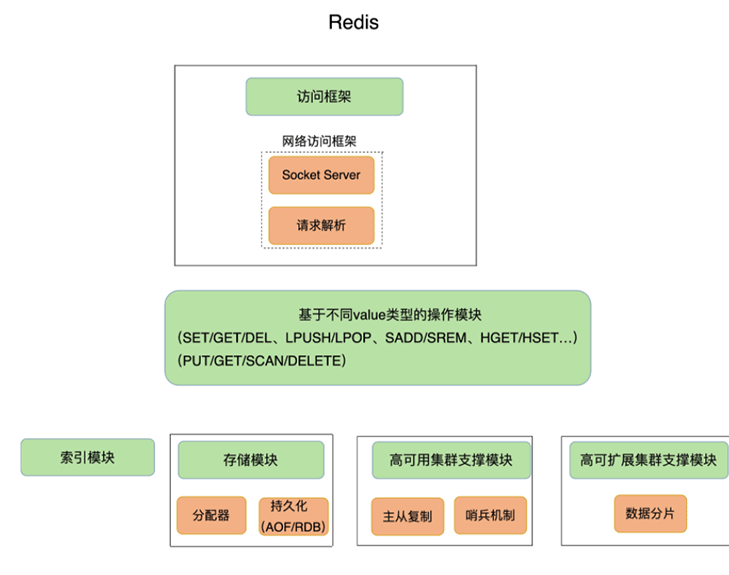 Redis
访问框架
网络访问框架
Socket Server
请求解析
基于不同value类型的操作模块
（SET/GET/DEL、LPUSH/LPOP、SADD/SREM、HGET/HSET…）
（PUT/GET/SCAN/DELETE）
索引模块
存储模块
分配器
持久化
（AOF/RDB）
高可用集群支撑模块
主从复制
哨兵机制
高可扩展集群支撑模块
数据分片